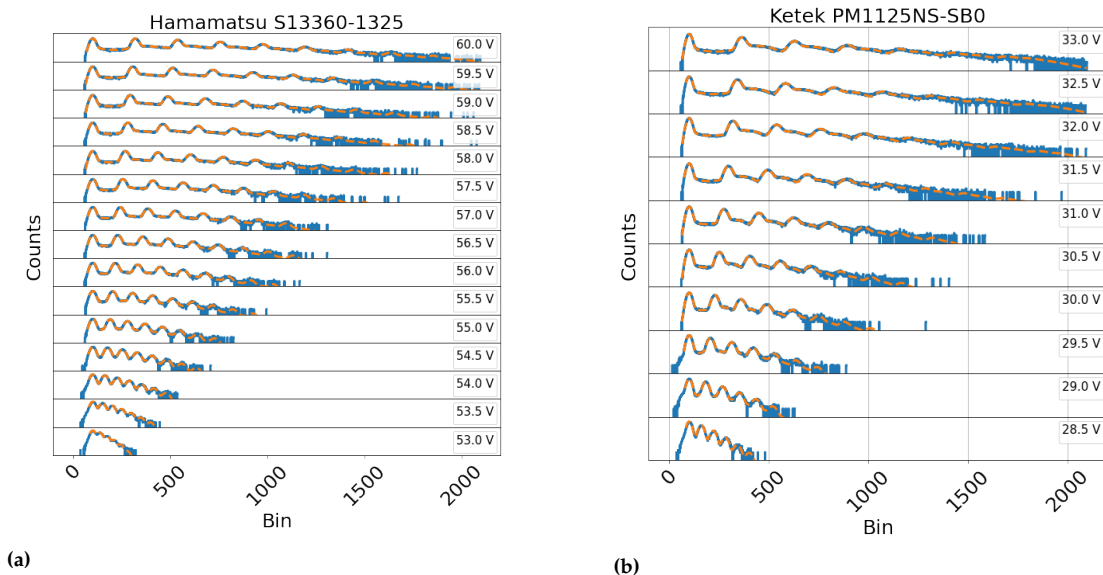 Hamamatsu S13360-1325
60.0 V
59.5 V
59.0 V
58.5 V
58.0 V
57.5 V
57.0 V
56.5 V
56.0 V
55.5 V
55.0 V
54.5 V
54.0 V
53.5 V
53.0 V
Counts
0
500
1000
1500
2000
Bin
(a)
Ketek PM1125NS-SB0
33.0 V
32.5 V
32.0 V
31.5 V
31.0 V
30.5 V
30.0 V
29.5 V
29.0 V
28.5 V
Counts
0
500
1000
1500
2000
Bin
(b)